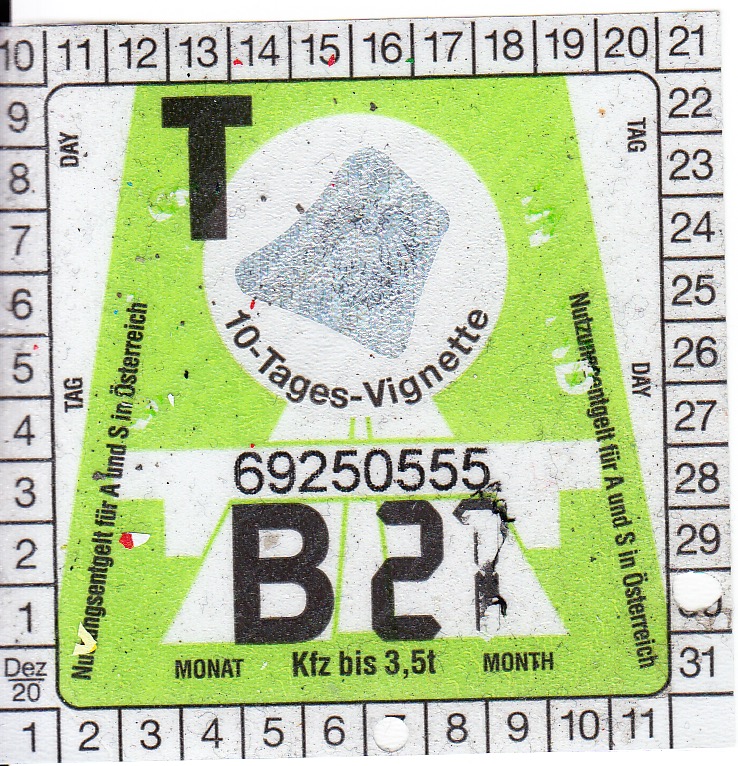 10 11 12 13 14 15 16 17 18 19 20 21
9
8
7
6
5
4
3
2
1
Dez
20
22
23
24
25
26
27
28
29
31
1 2 3 4 5 6 8 9 10 11
DAY
TAG
TAG
DAY
T
10-Tages-Vignette
Nutzungsentgelt für A und S in Österreich
Nutzungsentgelt für A und S in Österreich
69250555
B 21
MONAT Kfz bis 3,5t MONTH